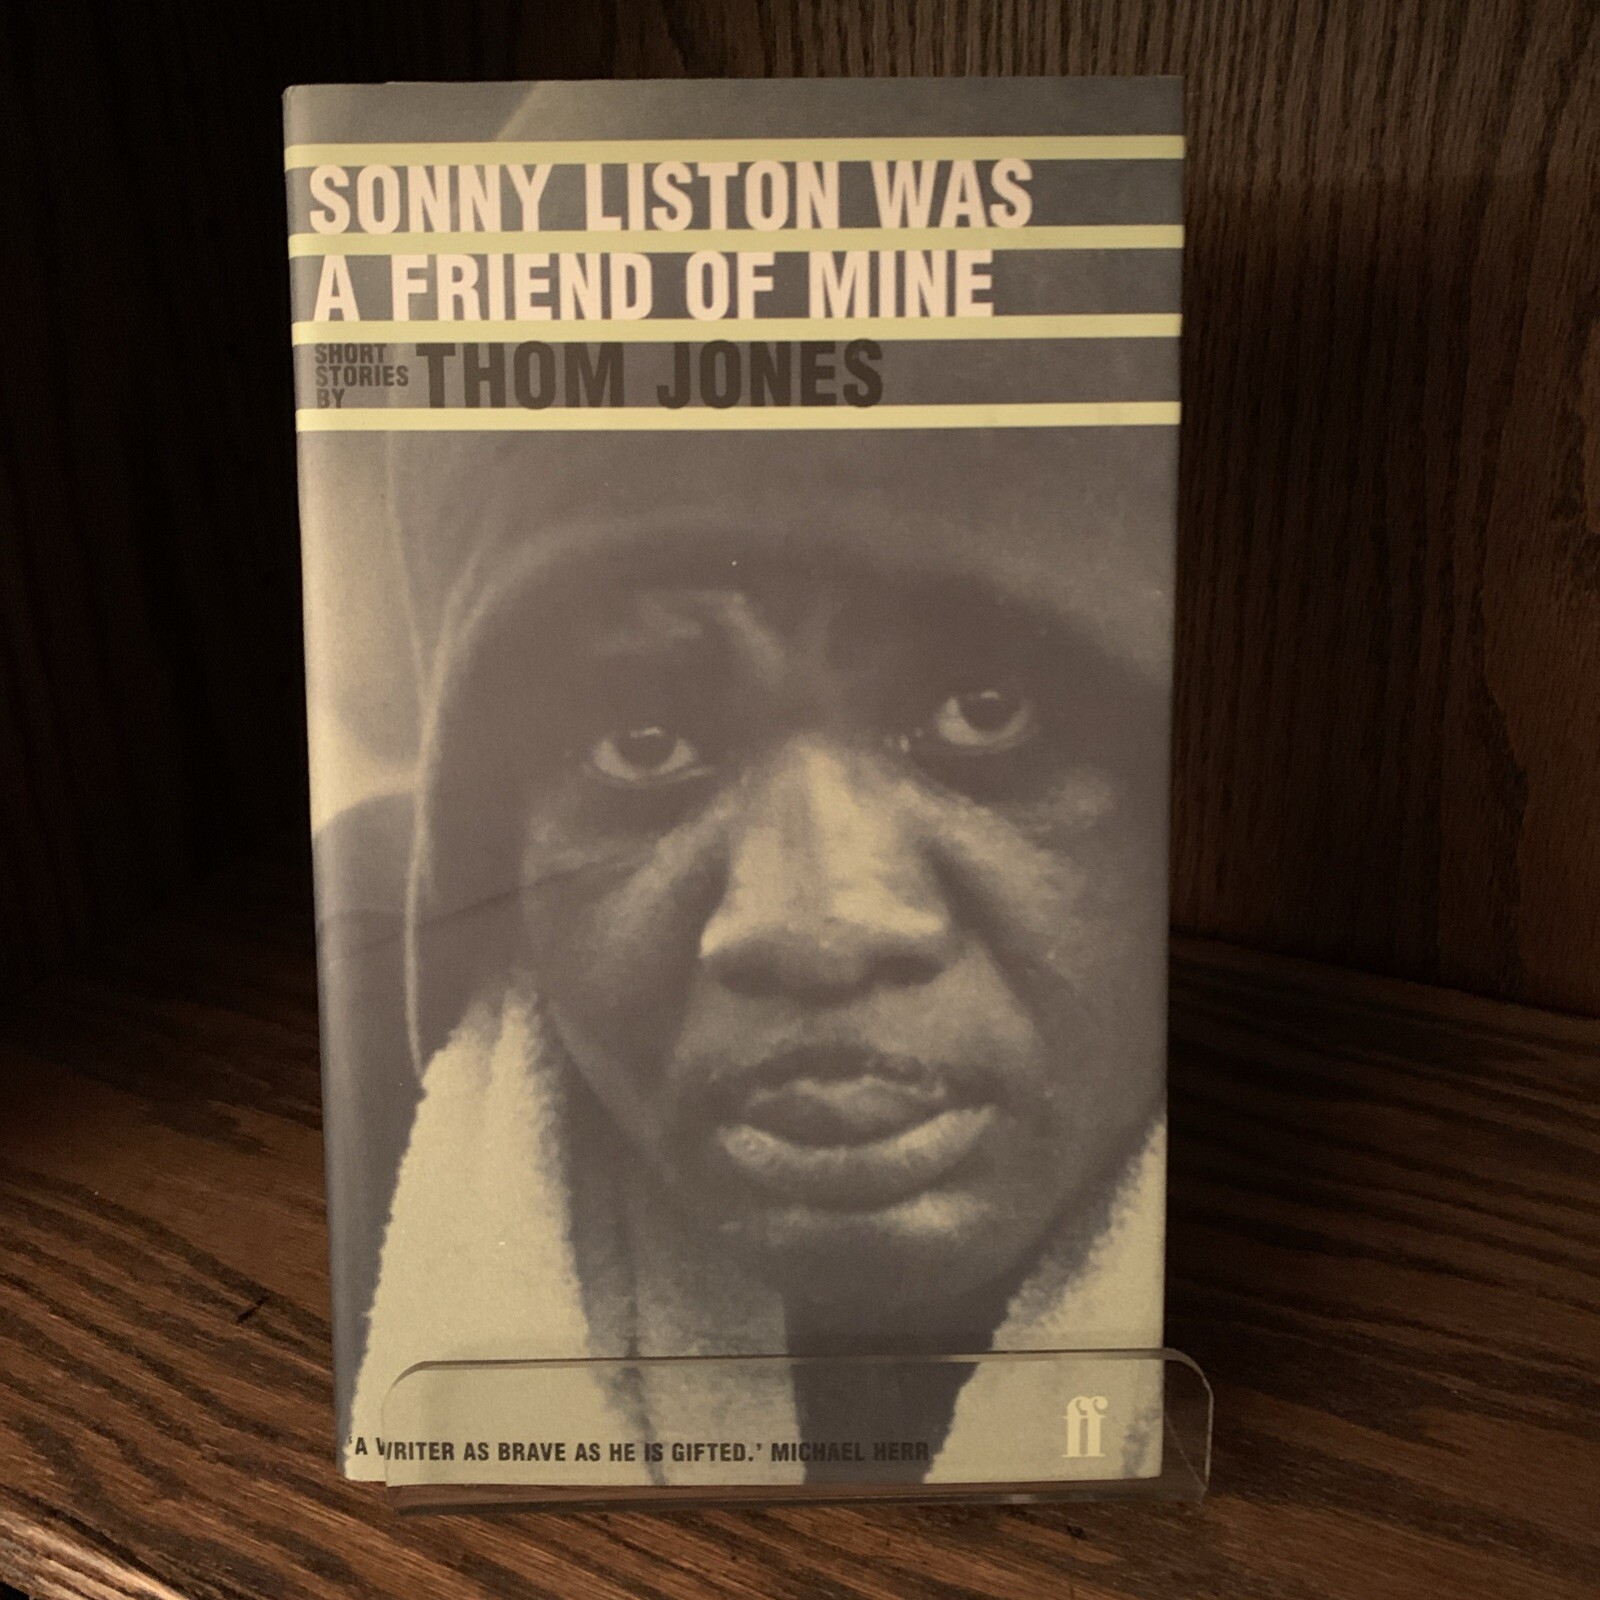 SONNY LISTON WAS
A FRIEND OF MINE
SHORT
STORIES
BY
THOM JONES
'A WRITER AS BRAVE AS HE IS GIFTED.' MICHAEL HERR
ff